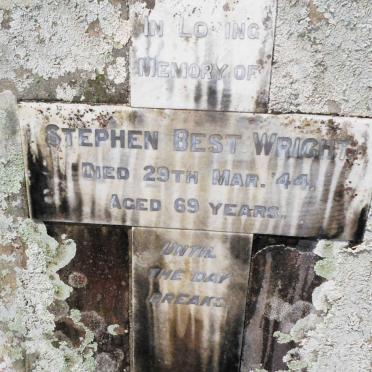 IN LOVING
MEMORY OF
STEPHEN BEST WRIGHT
DIED 29TH MAR. '44,
AGED 69 YEARS.
UNTIL
THE DAY
BREAKS